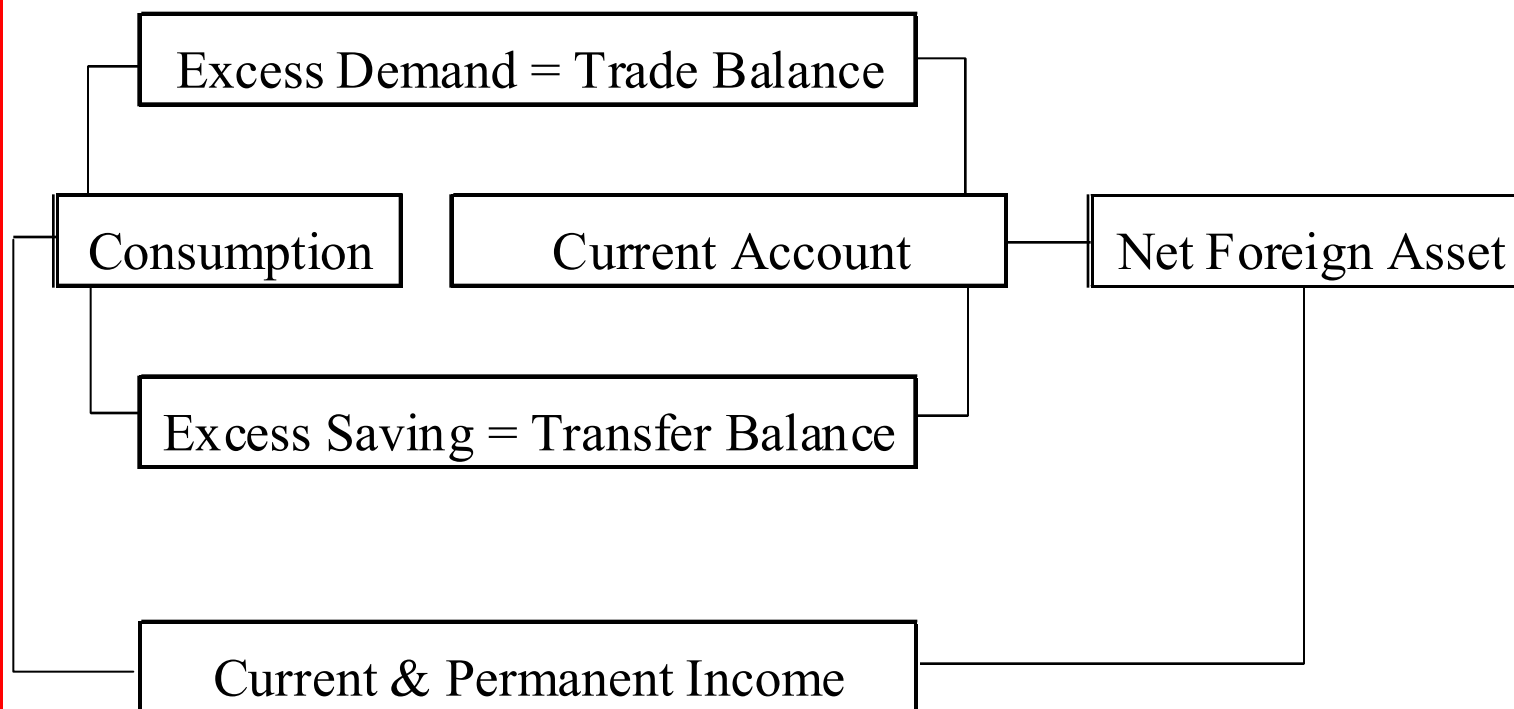 Excess Demand = Trade Balance
Consumption
Current Account
Net Foreign Asset
Excess Saving = Transfer Balance
Current & Permanent Income